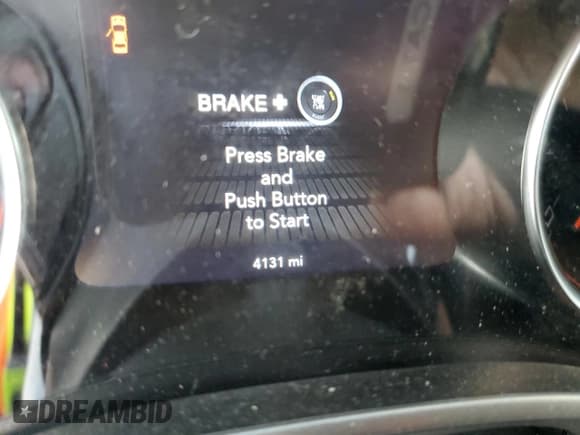 BRAKE +
Press Brake
and
Push Button
to Start
4131 mi
DREAMBID